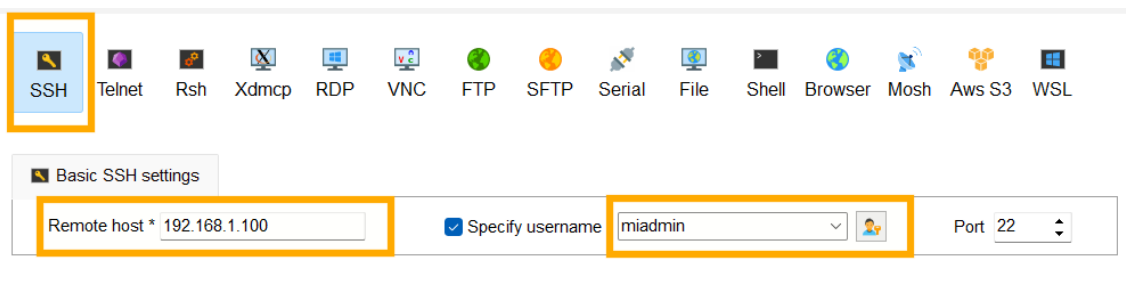 SSH Telnet Rsh Xdmcp RDP VNC FTP SFTP Serial File Shell Browser Mosh Aws S3 WSL
Basic SSH settings
Remote host * 192.168.1.100 Specify username miadmin Port 22